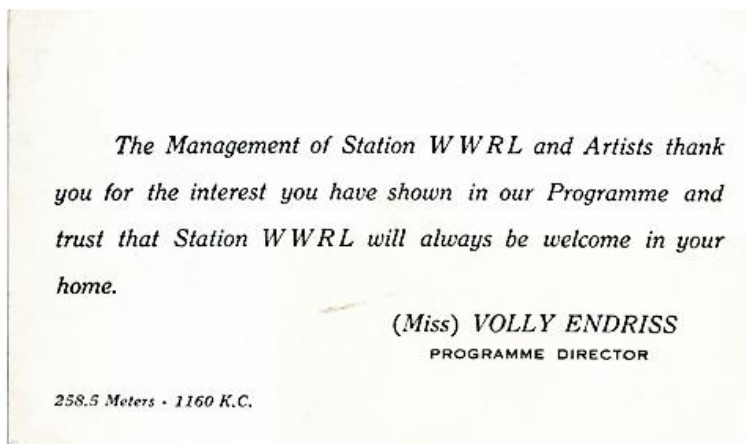 The Management of Station WWRL and Artists thank
you for the interest you have shown in our Programme and
trust that Station WWRL will always be welcome in your
home.
(Miss) VOLLY ENDRISS
PROGRAMME DIRECTOR
258.5 Meters - 1160 K.C.